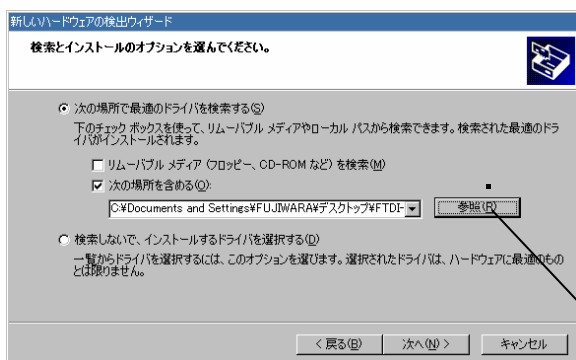 新しいハードウェアの検出ウィザード
検索とインストールのオプションを選んでください。
次の場所で最適のドライバを検索する(S)
下のチェック ボックスを使って、リムーバブル メディアやローカル パスから検索できます。検索された最適のドラ
イバがインストールされます。
リムーバブル メディア (フロッピー、CD-ROM など) を検索(M)
次の場所を含める(O):
C:¥Documents and Settings¥FUJIWARA¥デスクトップ¥FTDI-
参照(R)
検索しないで、インストールするドライバを選択する(D)
一覧からドライバを選択するには、このオプションを選びます。選択されたドライバは、ハードウェアに最適のもの
とは限りません。
< 戻る(B)
次へ(N) >
キャンセル